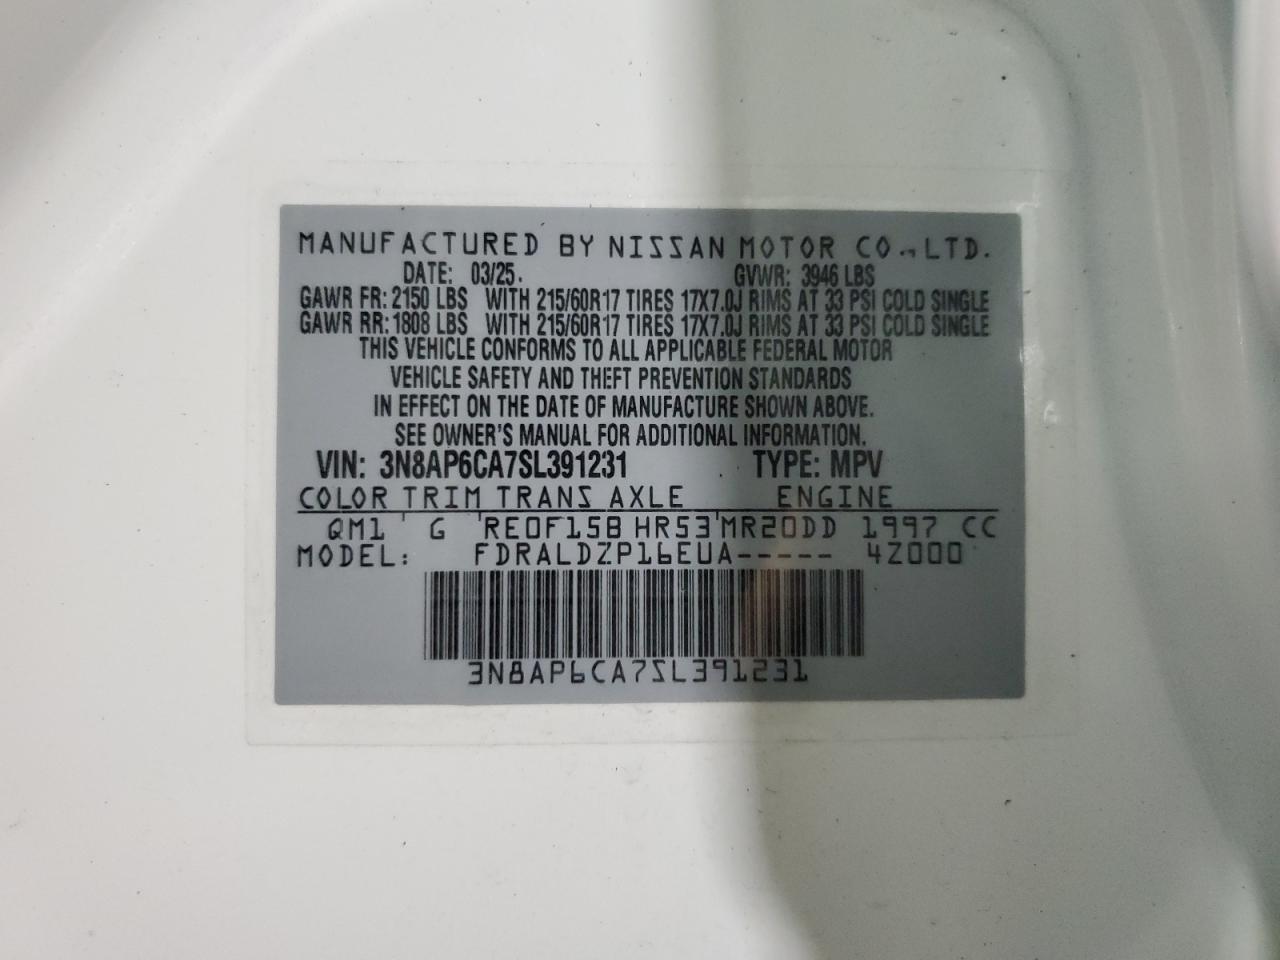 MANUFACTURED BY NISSAN MOTOR CO.,LTD.
DATE: 03/25. GVWR: 3946 LBS
GAWR FR: 2150 LBS WITH 215/60R17 TIRES 17X7.0J RIMS AT 33 PSI COLD SINGLE
GAWR RR: 1808 LBS WITH 215/60R17 TIRES 17X7.0J RIMS AT 33 PSI COLD SINGLE
THIS VEHICLE CONFORMS TO ALL APPLICABLE FEDERAL MOTOR
VEHICLE SAFETY AND THEFT PREVENTION STANDARDS
IN EFFECT ON THE DATE OF MANUFACTURE SHOWN ABOVE.
SEE OWNER'S MANUAL FOR ADDITIONAL INFORMATION.
VIN: 3N8AP6CA7SL391231 TYPE: MPV
COLOR TRIM TRANS AXLE ENGINE
QM1 G RE0F15B HR53 MR20DD 1997 CC
MODEL: FDRALDZP16EUA----- 4Z000
3N8AP6CA7SL391231